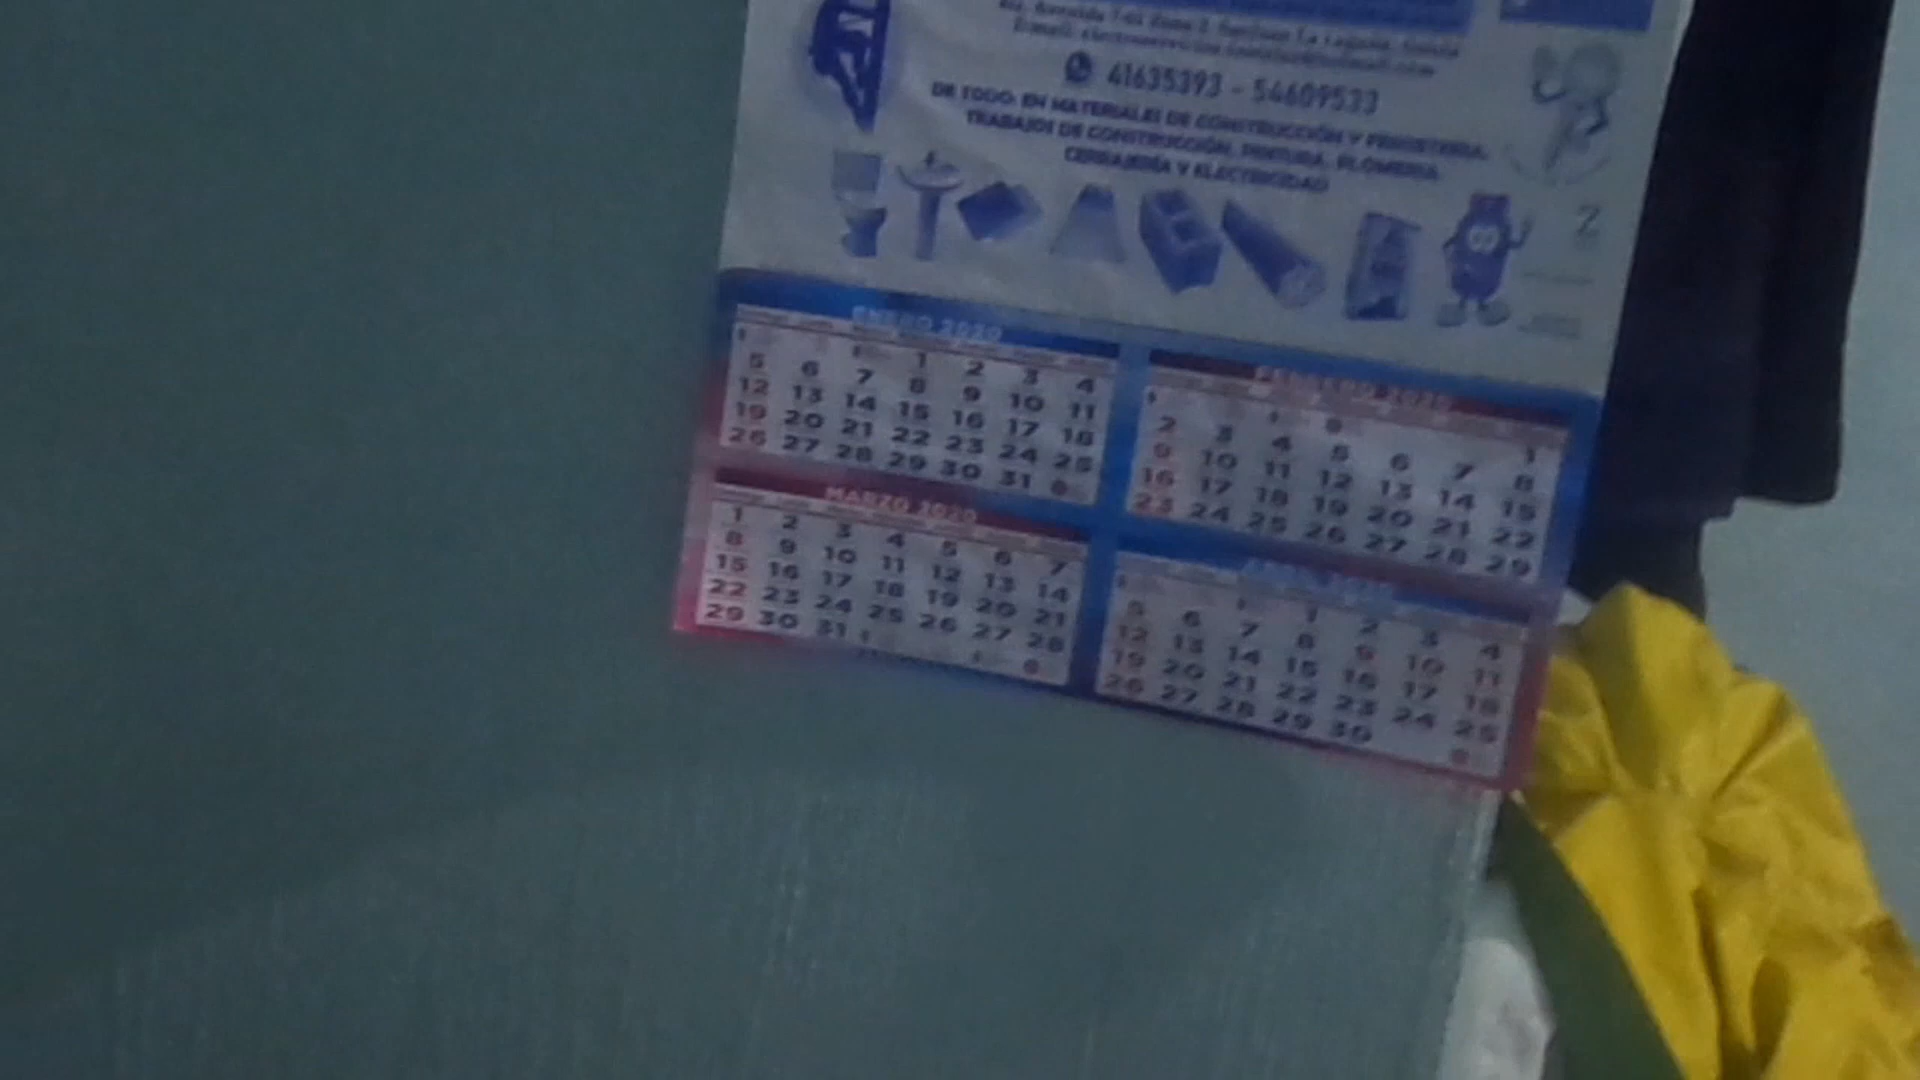 41635393 - 54609533
DE TODO: EN MATERIALES DE CONSTRUCCIÓN Y FERRETERIA,
TRABAJOS DE CONSTRUCCIÓN, PINTURA, PLOMERIA,
CERRAJERÍA Y ELECTRICIDAD
ENERO 2020
1 2 3 4
5 6 7 8 9 10 11
12 13 14 15 16 17 18
19 20 21 22 23 24 25
26 27 28 29 30 31
FEBRERO 2020
1
2 3 4 5 6 7 8
9 10 11 12 13 14 15
16 17 18 19 20 21 22
23 24 25 26 27 28 29
MARZO 2020
1 2 3 4 5 6 7
8 9 10 11 12 13 14
15 16 17 18 19 20 21
22 23 24 25 26 27 28
29 30 31
ABRIL 2020
1 2 3 4
5 6 7 8 9 10 11
12 13 14 15 16 17 18
19 20 21 22 23 24 25
26 27 28 29 30